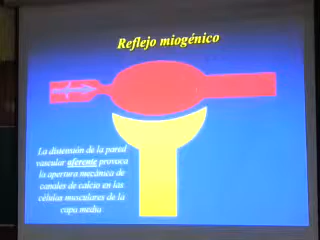 Reflejo miogénico
La distensión de la pared
vascular aferente provoca
la apertura mecánica de
canales de calcio en las
células musculares de la
capa media